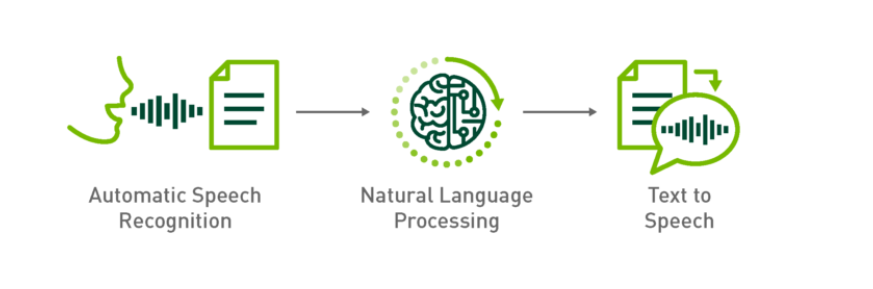 Automatic Speech
Recognition
Natural Language
Processing
Text to
Speech